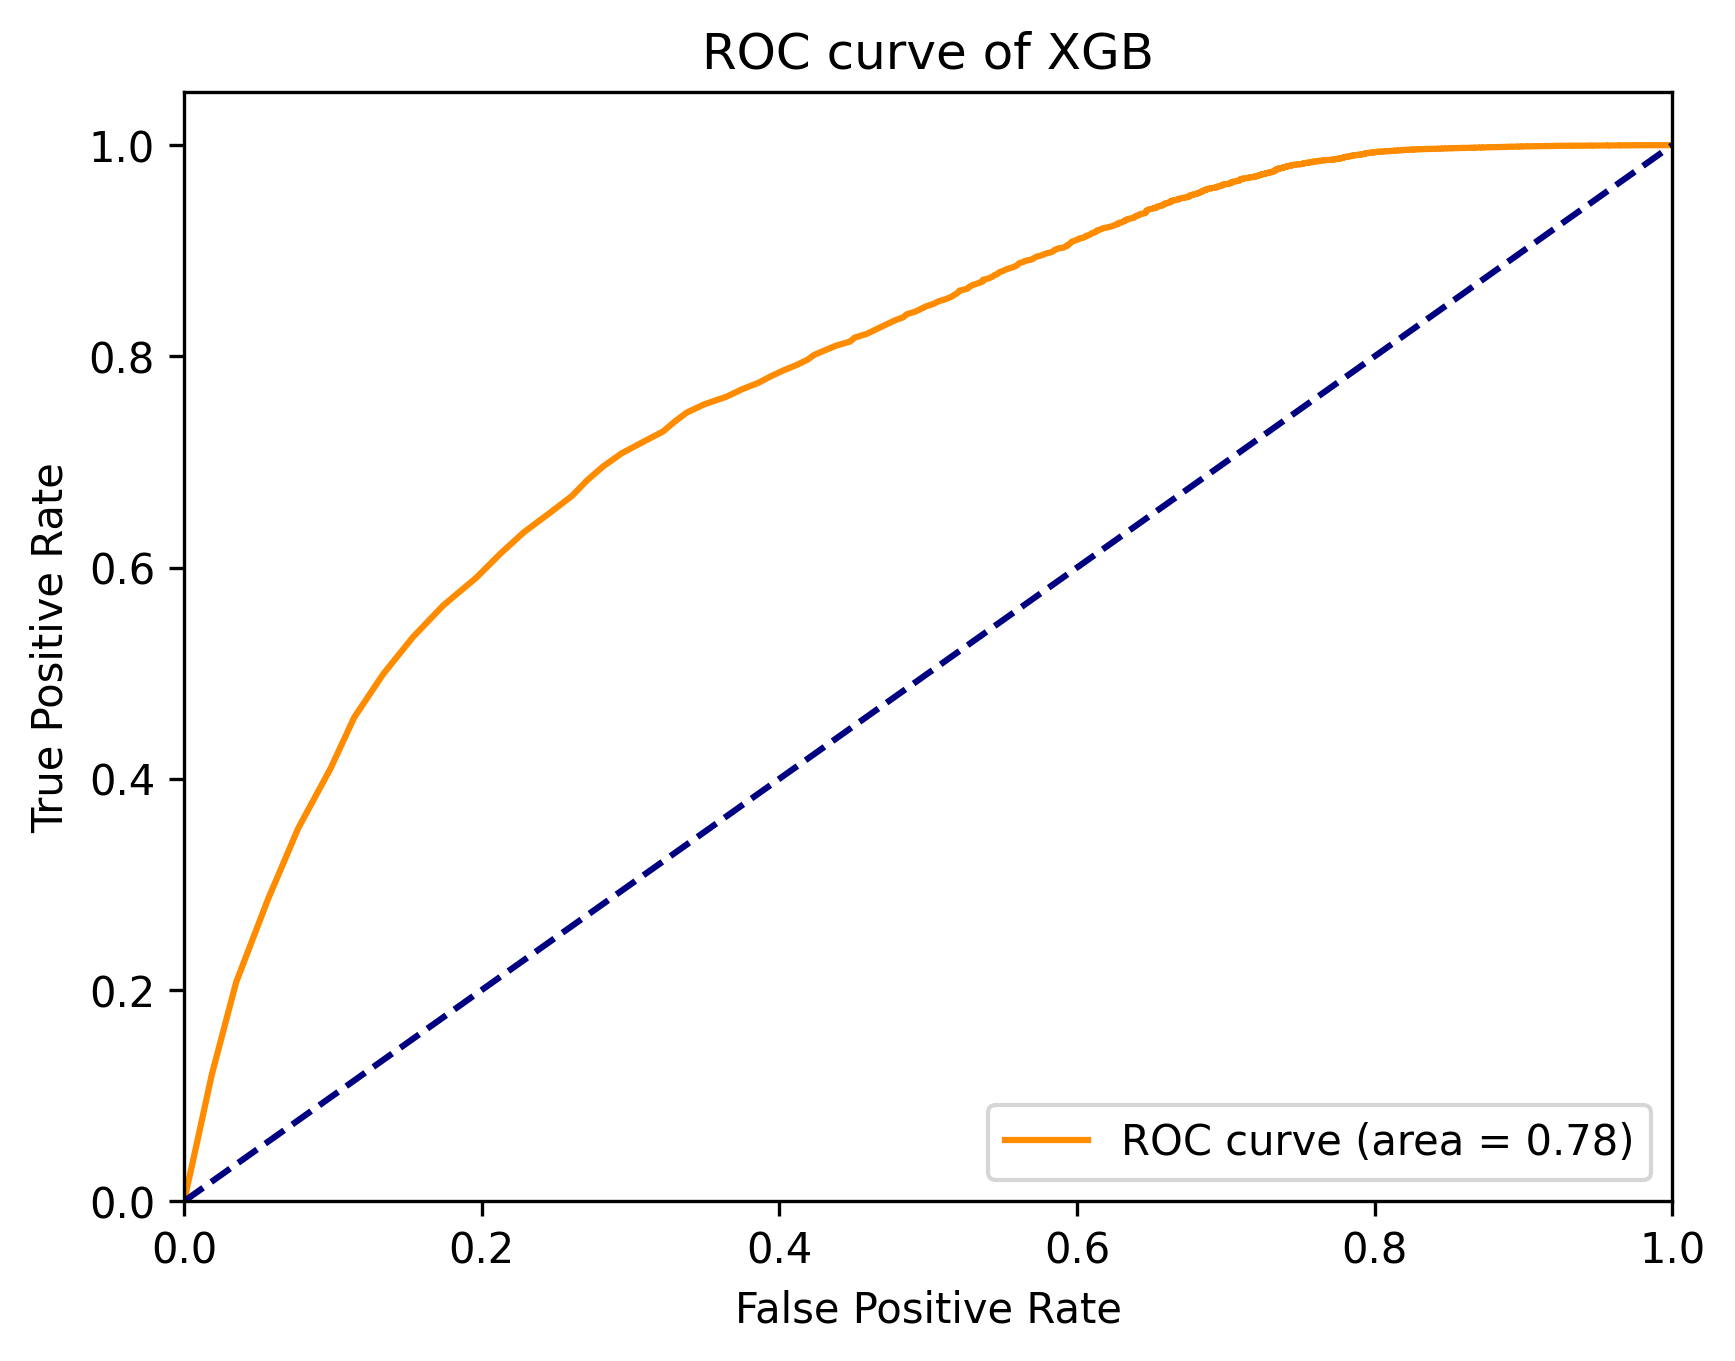 ROC curve of XGB
True Positive Rate
1.0
0.8
0.6
0.4
0.2
0.0
ROC curve (area = 0.78)
0.0 0.2 0.4 0.6 0.8 1.0
False Positive Rate